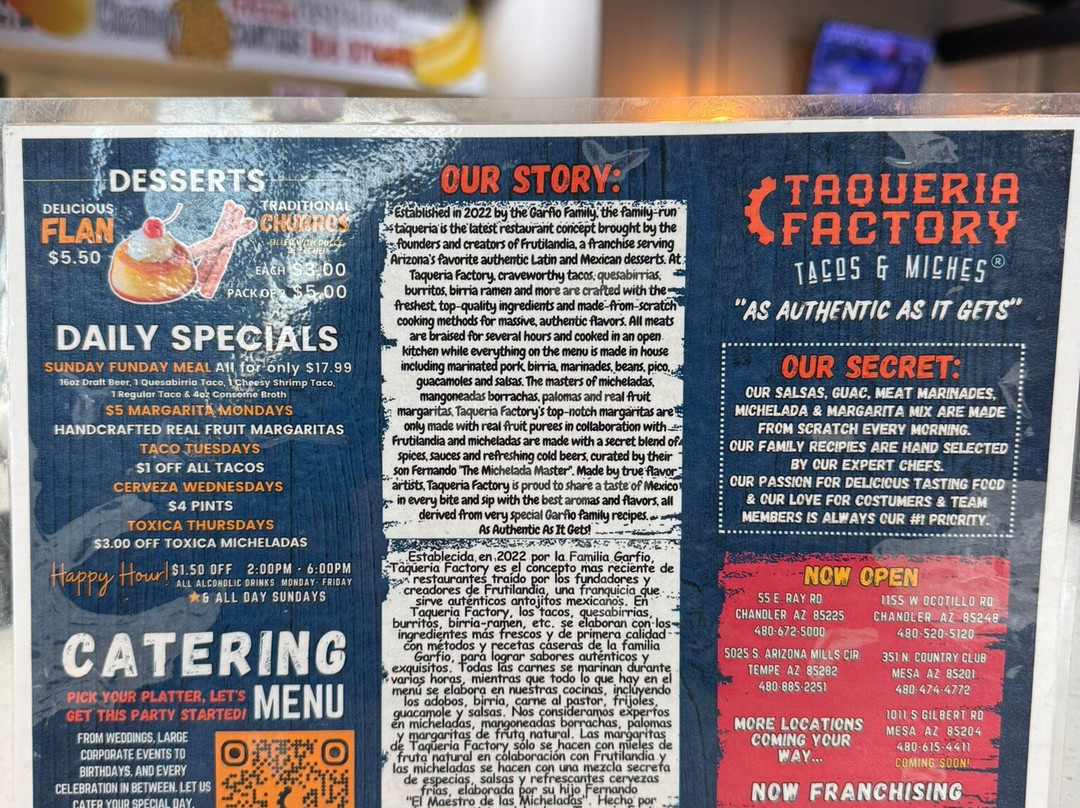 DESSERTS
DELICIOUS
FLAN
$5.50
TRADITIONAL
CHURROS
FILLED WITH DULCE
EACH $3.00
PACK OF 2 $5.00
DAILY SPECIALS
SUNDAY FUNDAY MEAL All for only $17.99
16oz Draft Beer, 1 Quesabirria Taco, 1 Cheesy Shrimp Taco,
1 Regular Taco & 4oz Consome Broth
$5 MARGARITA MONDAYS
HANDCRAFTED REAL FRUIT MARGARITAS
TACO TUESDAYS
$1 OFF ALL TACOS
CERVEZA WEDNESDAYS
$4 PINTS
TOXICA THURSDAYS
$3.00 OFF TOXICA MICHELADAS
Happy Hour! $1.50 OFF 2:00PM - 6:00PM
ALL ALCOHOLIC DRINKS MONDAY- FRIDAY
★& ALL DAY SUNDAYS
CATERING
PICK YOUR PLATTER, LET'S
GET THIS PARTY STARTED!
MENU
FROM WEDDINGS, LARGE
CORPORATE EVENTS TO
BIRTHDAYS, AND EVERY
CELEBRATION IN BETWEEN. LET US
CATER YOUR SPECIAL DAY.
OUR STORY:
Established in 2022 by the Garfio Family, the family-run
taqueria is the latest restaurant concept brought by the
founders and creators of Frutilandia, a franchise serving
Arizona's favorite authentic Latin and Mexican desserts. At
Taqueria Factory, craveworthy tacos, quesabirrias,
burritos, birria ramen and more are crafted with the
freshest, top-quality ingredients and made-from-scratch
cooking methods for massive, authentic flavors. All meats
are braised for several hours and cooked in an open
kitchen while everything on the menu is made in house
including marinated pork, birria, marinades, beans, pico,
guacamoles and salsas. The masters of micheladas,
mangoneadas borrachas, palomas and real fruit
margaritas, Taqueria Factory's top-notch margaritas are
only made with real fruit purees in collaboration with
Frutilandia and micheladas are made with a secret blend of
spices, sauces and refreshing cold beers, curated by their
son Fernando "The Michelada Master". Made by true flavor
artists, Taqueria Factory is proud to share a taste of Mexico
in every bite and sip with the best aromas and flavors, all
derived from very special Garfio family recipes.
As Authentic As It Gets!
Establecida en 2022 por la Familia Garfio,
Taqueria Factory es el concepto mas reciente de
restaurantes traído por los fundadores y
creadores de Frutilandia, una franquicia que
sirve auténticos antojitos mexicanos. En
Taqueria Factory, los tacos, quesabirrias,
burritos, birria-ramen, etc. se elaboran con los
ingredientes más frescos y de primera calidad
con métodos y recetas caseras de la familia
Garfio, para lograr sabores auténticos y
exquisitos. Todas las carnes se marinan durante
varias horas, mientras que todo lo que hay en el
menú se elabora en nuestras cocinas, incluyendo
los adobos, birria, carne al pastor, frijoles,
guacamole y salsas. Nos consideramos expertos
en micheladas, mangoneadas borrachas, palomas
y margaritas de fruta natural. Las margaritas
de Taqueria Factory sólo se hacen con mieles de
fruta natural en colaboración con Frutilandia y
las micheladas se hacen con una mezcla secreta
de especias, salsas y refrescantes cervezas
frías, elaborada por su hijo Fernando
"El Maestro de las Micheladas". Hecho por
TAQUERIA
FACTORY
TACOS & MICHES®
"AS AUTHENTIC AS IT GETS"
OUR SECRET:
OUR SALSAS, GUAC, MEAT MARINADES,
MICHELADA & MARGARITA MIX ARE MADE
FROM SCRATCH EVERY MORNING.
OUR FAMILY RECIPIES ARE HAND SELECTED
BY OUR EXPERT CHEFS.
OUR PASSION FOR DELICIOUS TASTING FOOD
& OUR LOVE FOR COSTUMERS & TEAM
MEMBERS IS ALWAYS OUR #1 PRIORITY.
NOW OPEN
55 E RAY RD
CHANDLER AZ 85225
480-672-5000
1155 W OCOTILLO RD
CHANDLER AZ 85248
480-520-5120
5025 S. ARIZONA MILLS CIR
TEMPE AZ 85282
480-885-2251
351 N. COUNTRY CLUB
MESA AZ 85201
480-474-4772
MORE LOCATIONS
COMING YOUR
WAY...
1011 S GILBERT RD
MESA AZ 85204
480-615-4411
COMING SOON!
NOW FRANCHISING